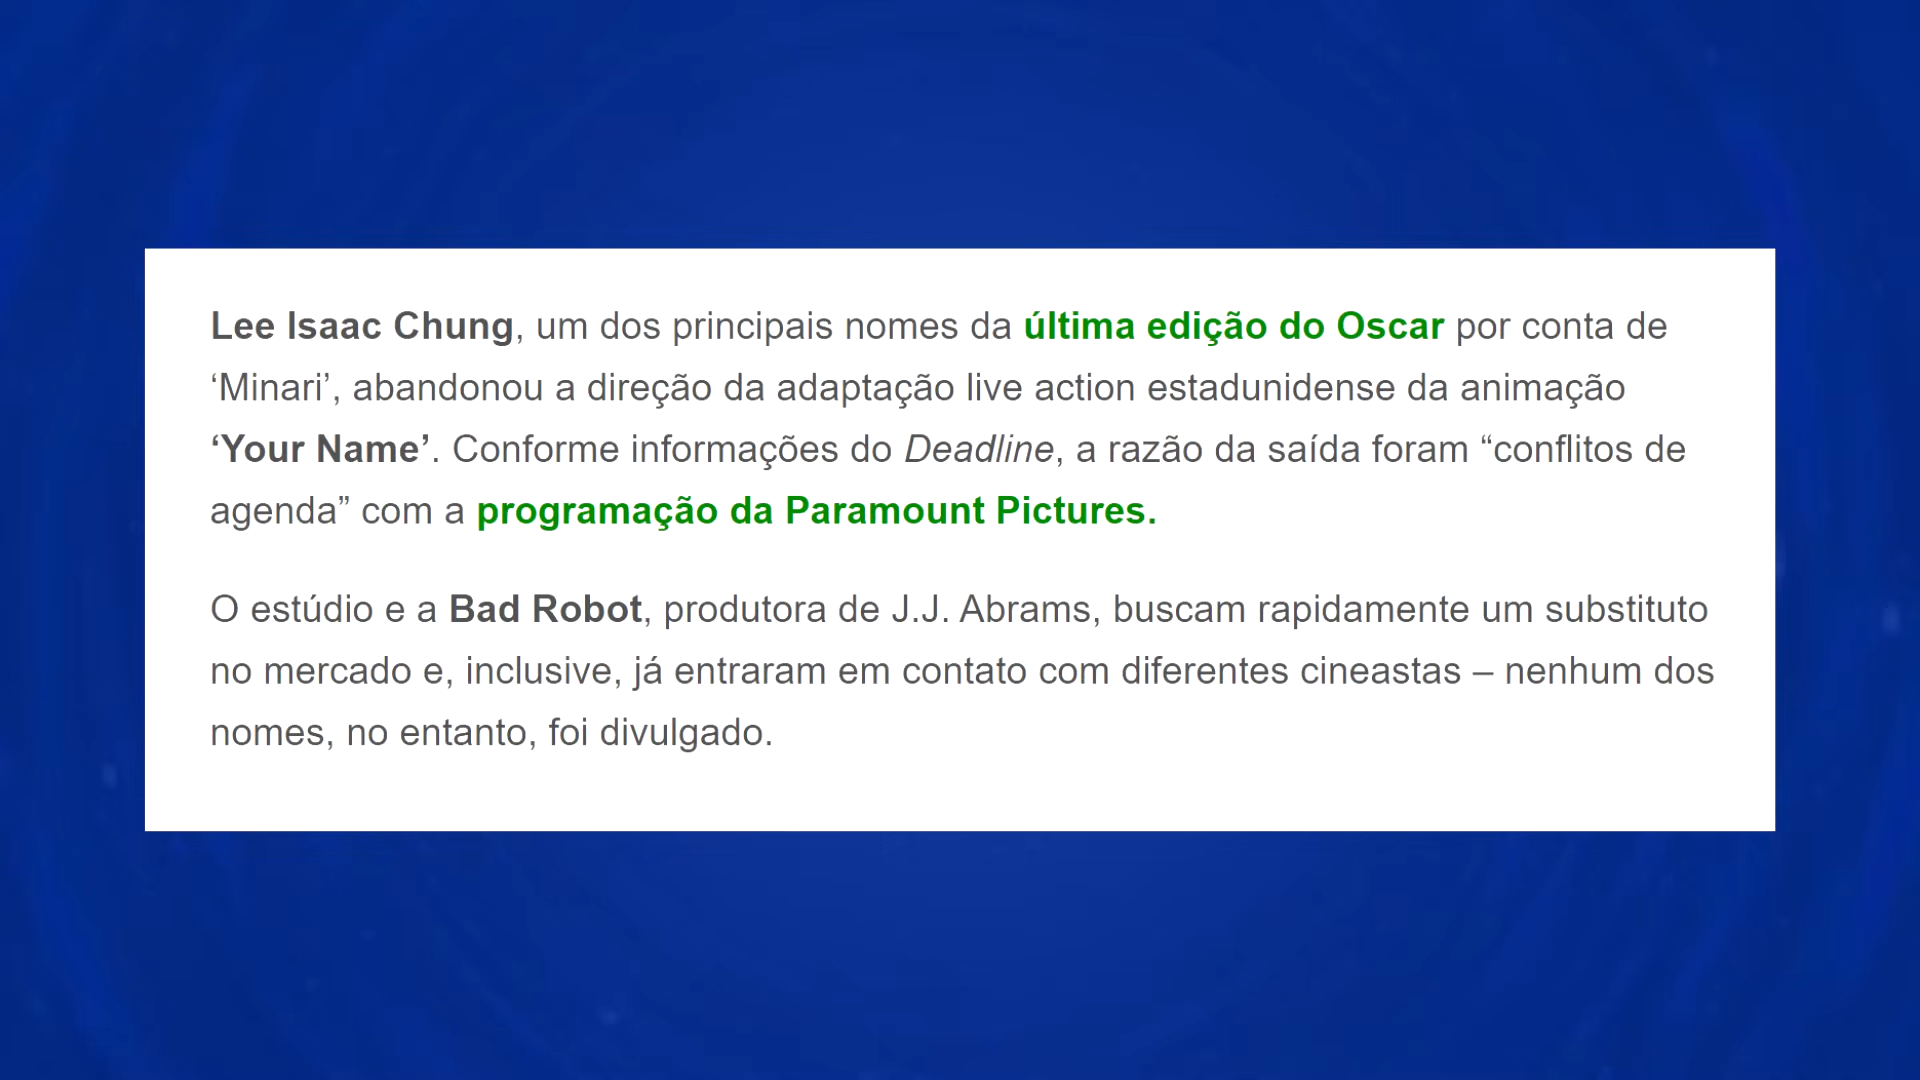 Lee Isaac Chung, um dos principais nomes da última edição do Oscar por conta de
‘Minari’, abandonou a direção da adaptação live action estadunidense da animação
‘Your Name’. Conforme informações do Deadline, a razão da saída foram “conflitos de
agenda” com a programação da Paramount Pictures.
O estúdio e a Bad Robot, produtora de J.J. Abrams, buscam rapidamente um substituto
no mercado e, inclusive, já entraram em contato com diferentes cineastas – nenhum dos
nomes, no entanto, foi divulgado.